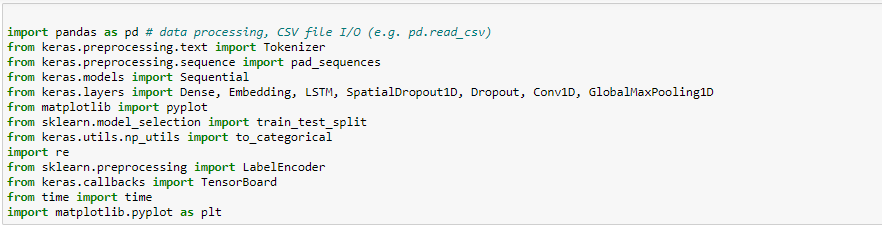 import pandas as pd # data processing, CSV file I/O (e.g. pd.read_csv)
from keras.preprocessing.text import Tokenizer
from keras.preprocessing.sequence import pad_sequences
from keras.models import Sequential
from keras.layers import Dense, Embedding, LSTM, SpatialDropout1D, Dropout, Conv1D, GlobalMaxPooling1D
from matplotlib import pyplot
from sklearn.model_selection import train_test_split
from keras.utils.np_utils import to_categorical
import re
from sklearn.preprocessing import LabelEncoder
from keras.callbacks import TensorBoard
from time import time
import matplotlib.pyplot as plt